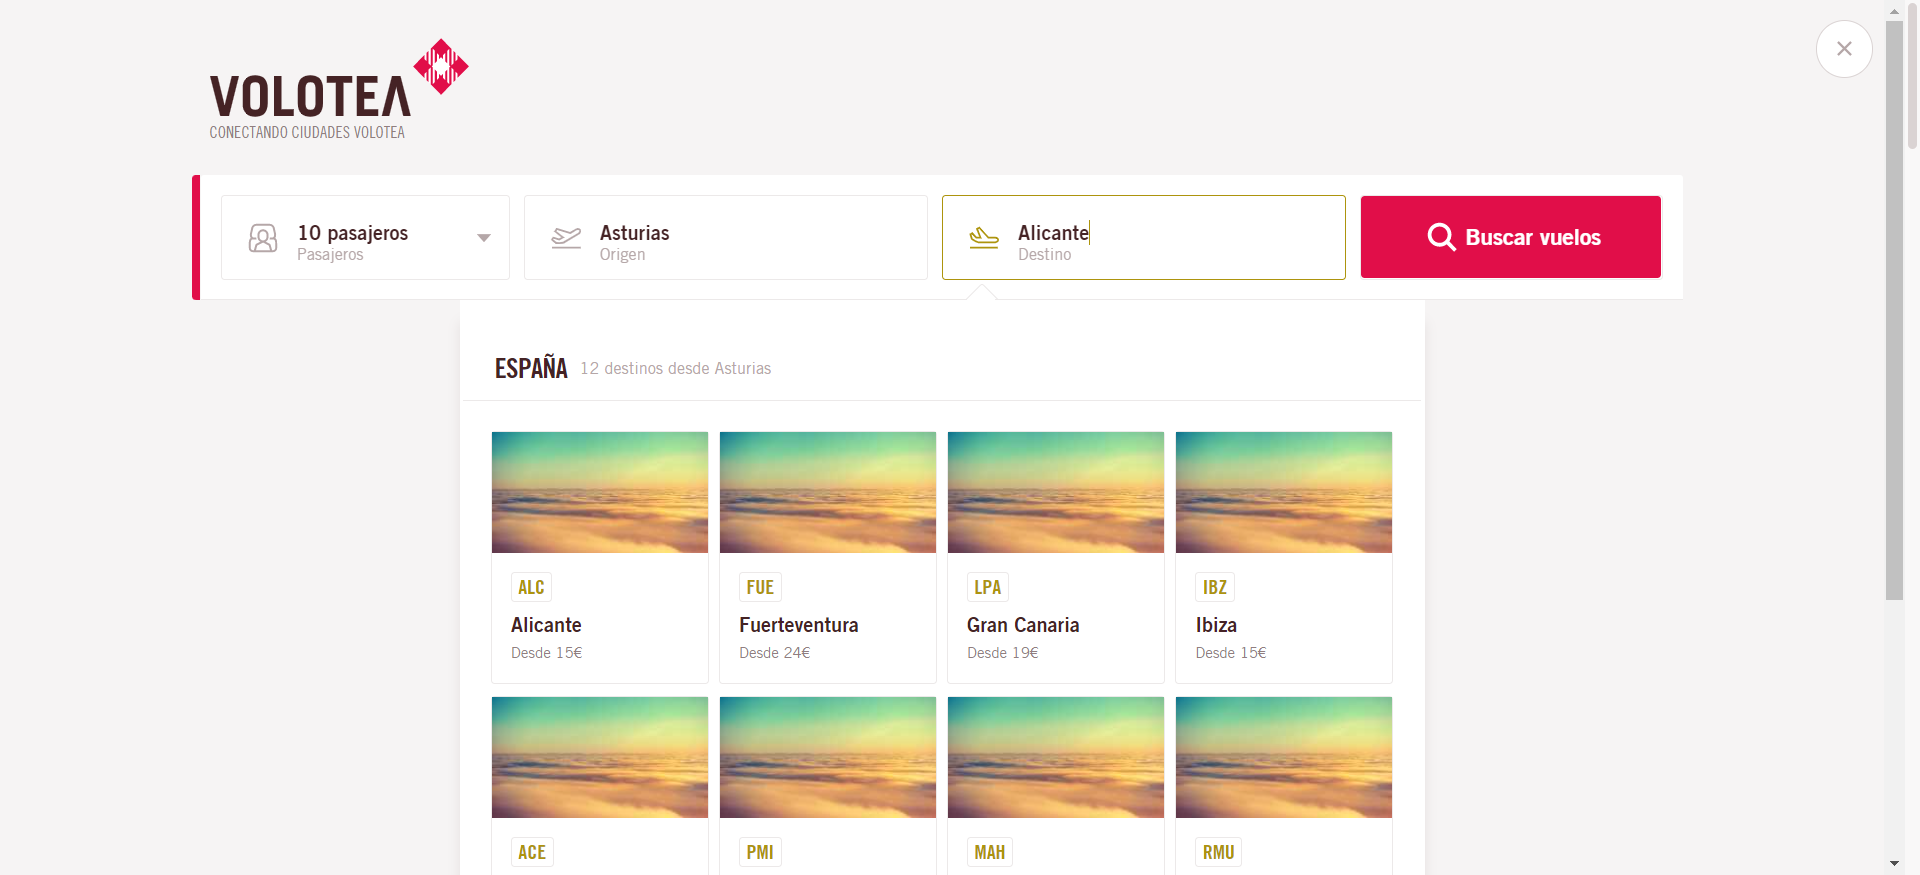 VOLOTEA
CONECTANDO CIUDADES VOLOTEA
10 pasajeros
Pasajeros
Asturias
Origen
Alicante
Destino
Buscar vuelos
ESPAÑA 12 destinos desde Asturias
ALC
Alicante
Desde 15€
FUE
Fuerteventura
Desde 24€
LPA
Gran Canaria
Desde 19€
IBZ
Ibiza
Desde 15€
ACE
PMI
MAH
RMU